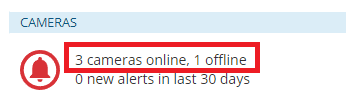 CAMERAS
3 cameras online, 1 offline
0 new alerts in last 30 days